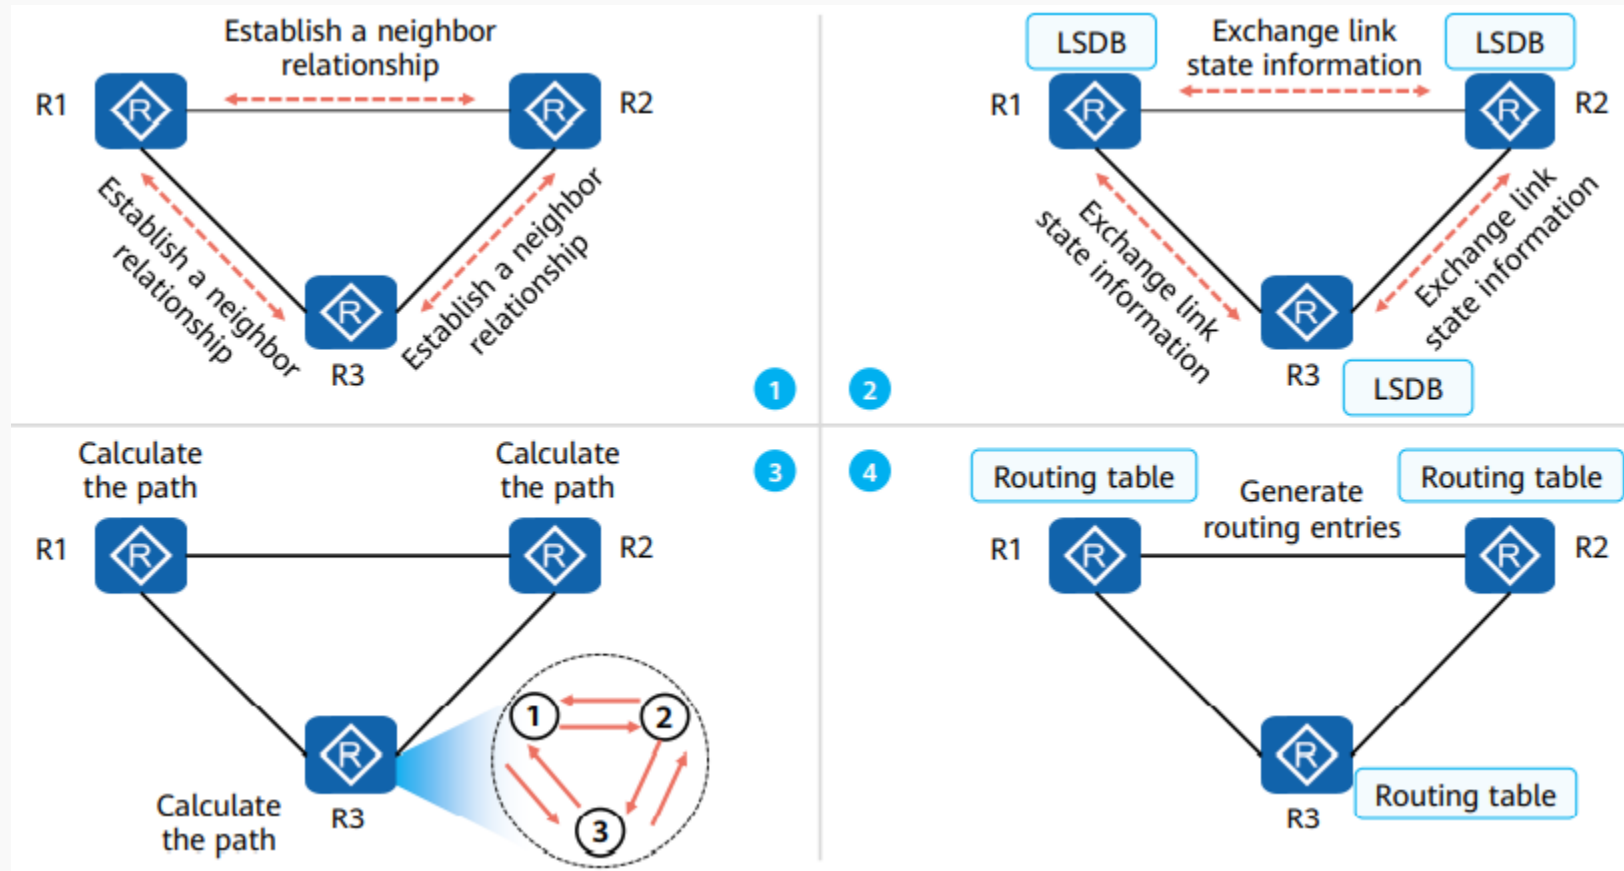 Establish a neighbor
relationship
R1
R
R
R2
Establish a neighbor
relationship
Establish a neighbor
relationship
R
R3
1
LSDB
Exchange link
state information
LSDB
R1
R
R
R2
Exchange link
state information
Exchange link
state information
R
R3
LSDB
2
Calculate
the path
Calculate
the path
3
R1
R
R
R2
1
2
3
R
Calculate
the path
R3
4
Routing table
Generate
routing entries
Routing table
R1
R
R
R2
R
Routing table
R3